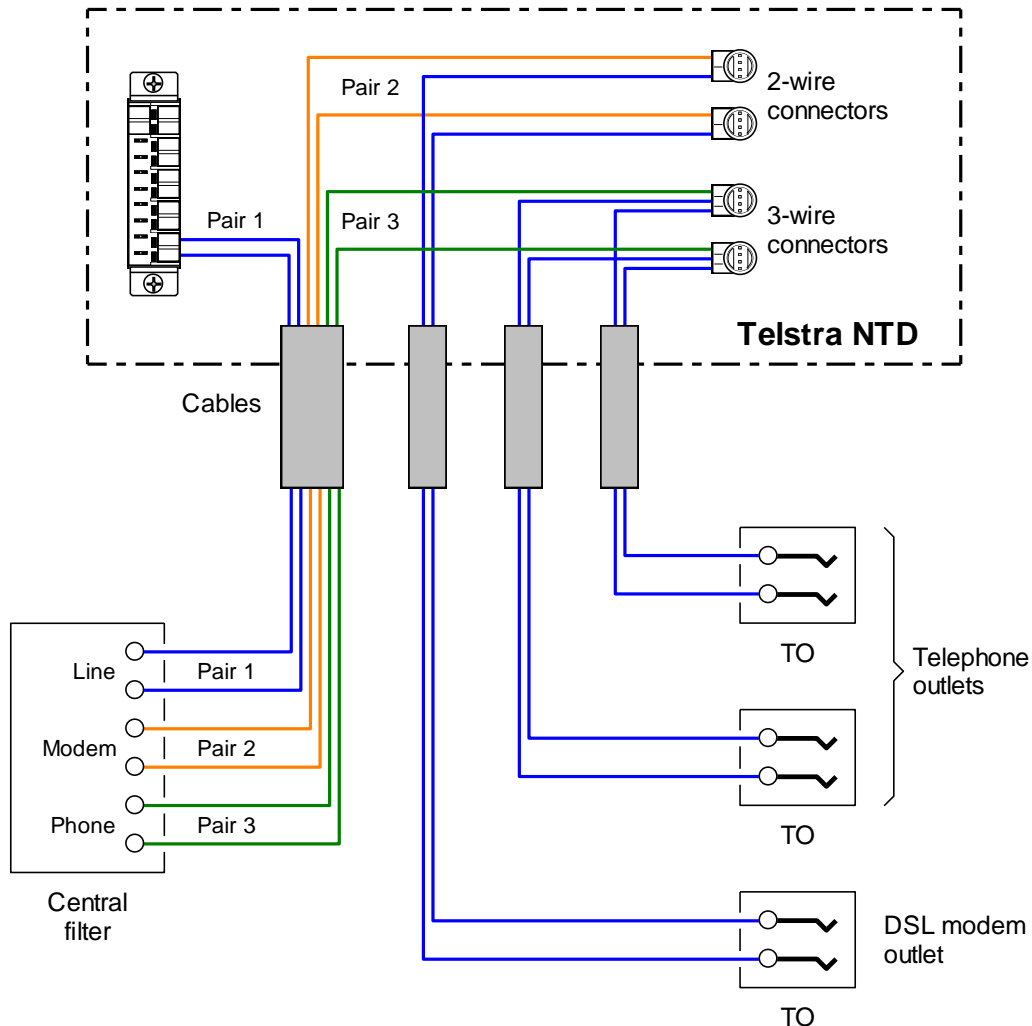 Pair 2
2-wire
connectors
Pair 1
Pair 3
3-wire
connectors
Telstra NTD
Cables
TO
Line
Pair 1
Telephone
outlets
Modem
Pair 2
Phone
Pair 3
TO
Central
filter
DSL modem
outlet
TO